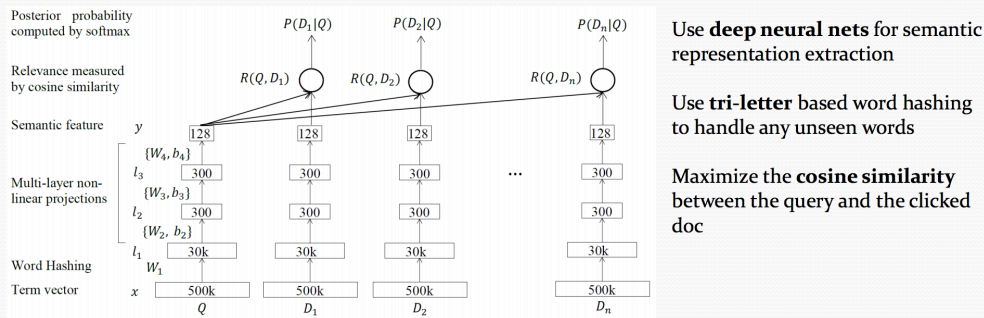 Posterior probability
computed by softmax
P(D₁|Q) P(D₂|Q) P(Dₙ|Q)
Relevance measured
by cosine similarity
R(Q, D₁) R(Q, D₂) R(Q, Dₙ)
Semantic feature y 128 128 128 128
{W₄, b₄}
l₃ 300 300 300 ... 300
Multi-layer non-
linear projections
{W₃, b₃}
l₂ 300 300 300 300
{W₂, b₂}
l₁ 30k 30k 30k 30k
Word Hashing W₁
Term vector x 500k 500k 500k 500k
Q D₁ D₂ Dₙ
Use deep neural nets for semantic
representation extraction
Use tri-letter based word hashing
to handle any unseen words
Maximize the cosine similarity
between the query and the clicked
doc